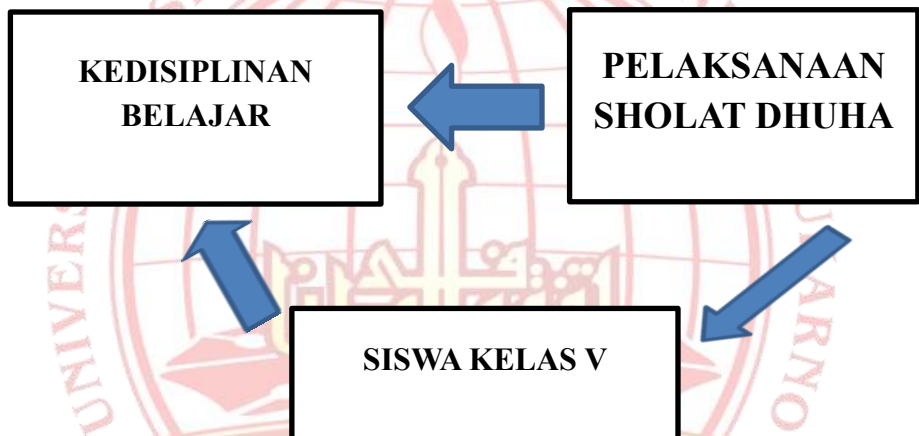 KEDISIPLINAN
BELAJAR
PELAKSANAAN
SHOLAT DHUHA
SISWA KELAS V